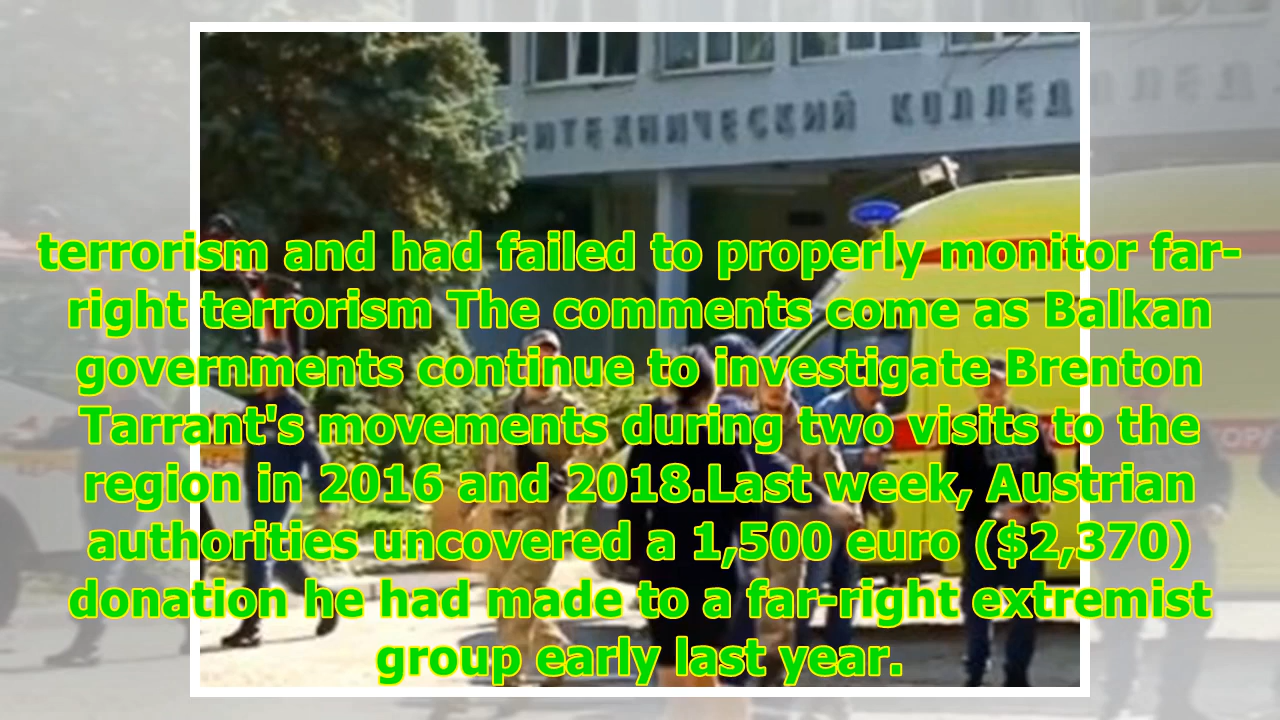 ИТЕХНИЧЕСКИЙ КОЛЛЕД
terrorism and had failed to properly monitor far-
right terrorism The comments come as Balkan
governments continue to investigate Brenton
Tarrant's movements during two visits to the
region in 2016 and 2018.Last week, Austrian
authorities uncovered a 1,500 euro ($2,370)
donation he had made to a far-right extremist
group early last year.